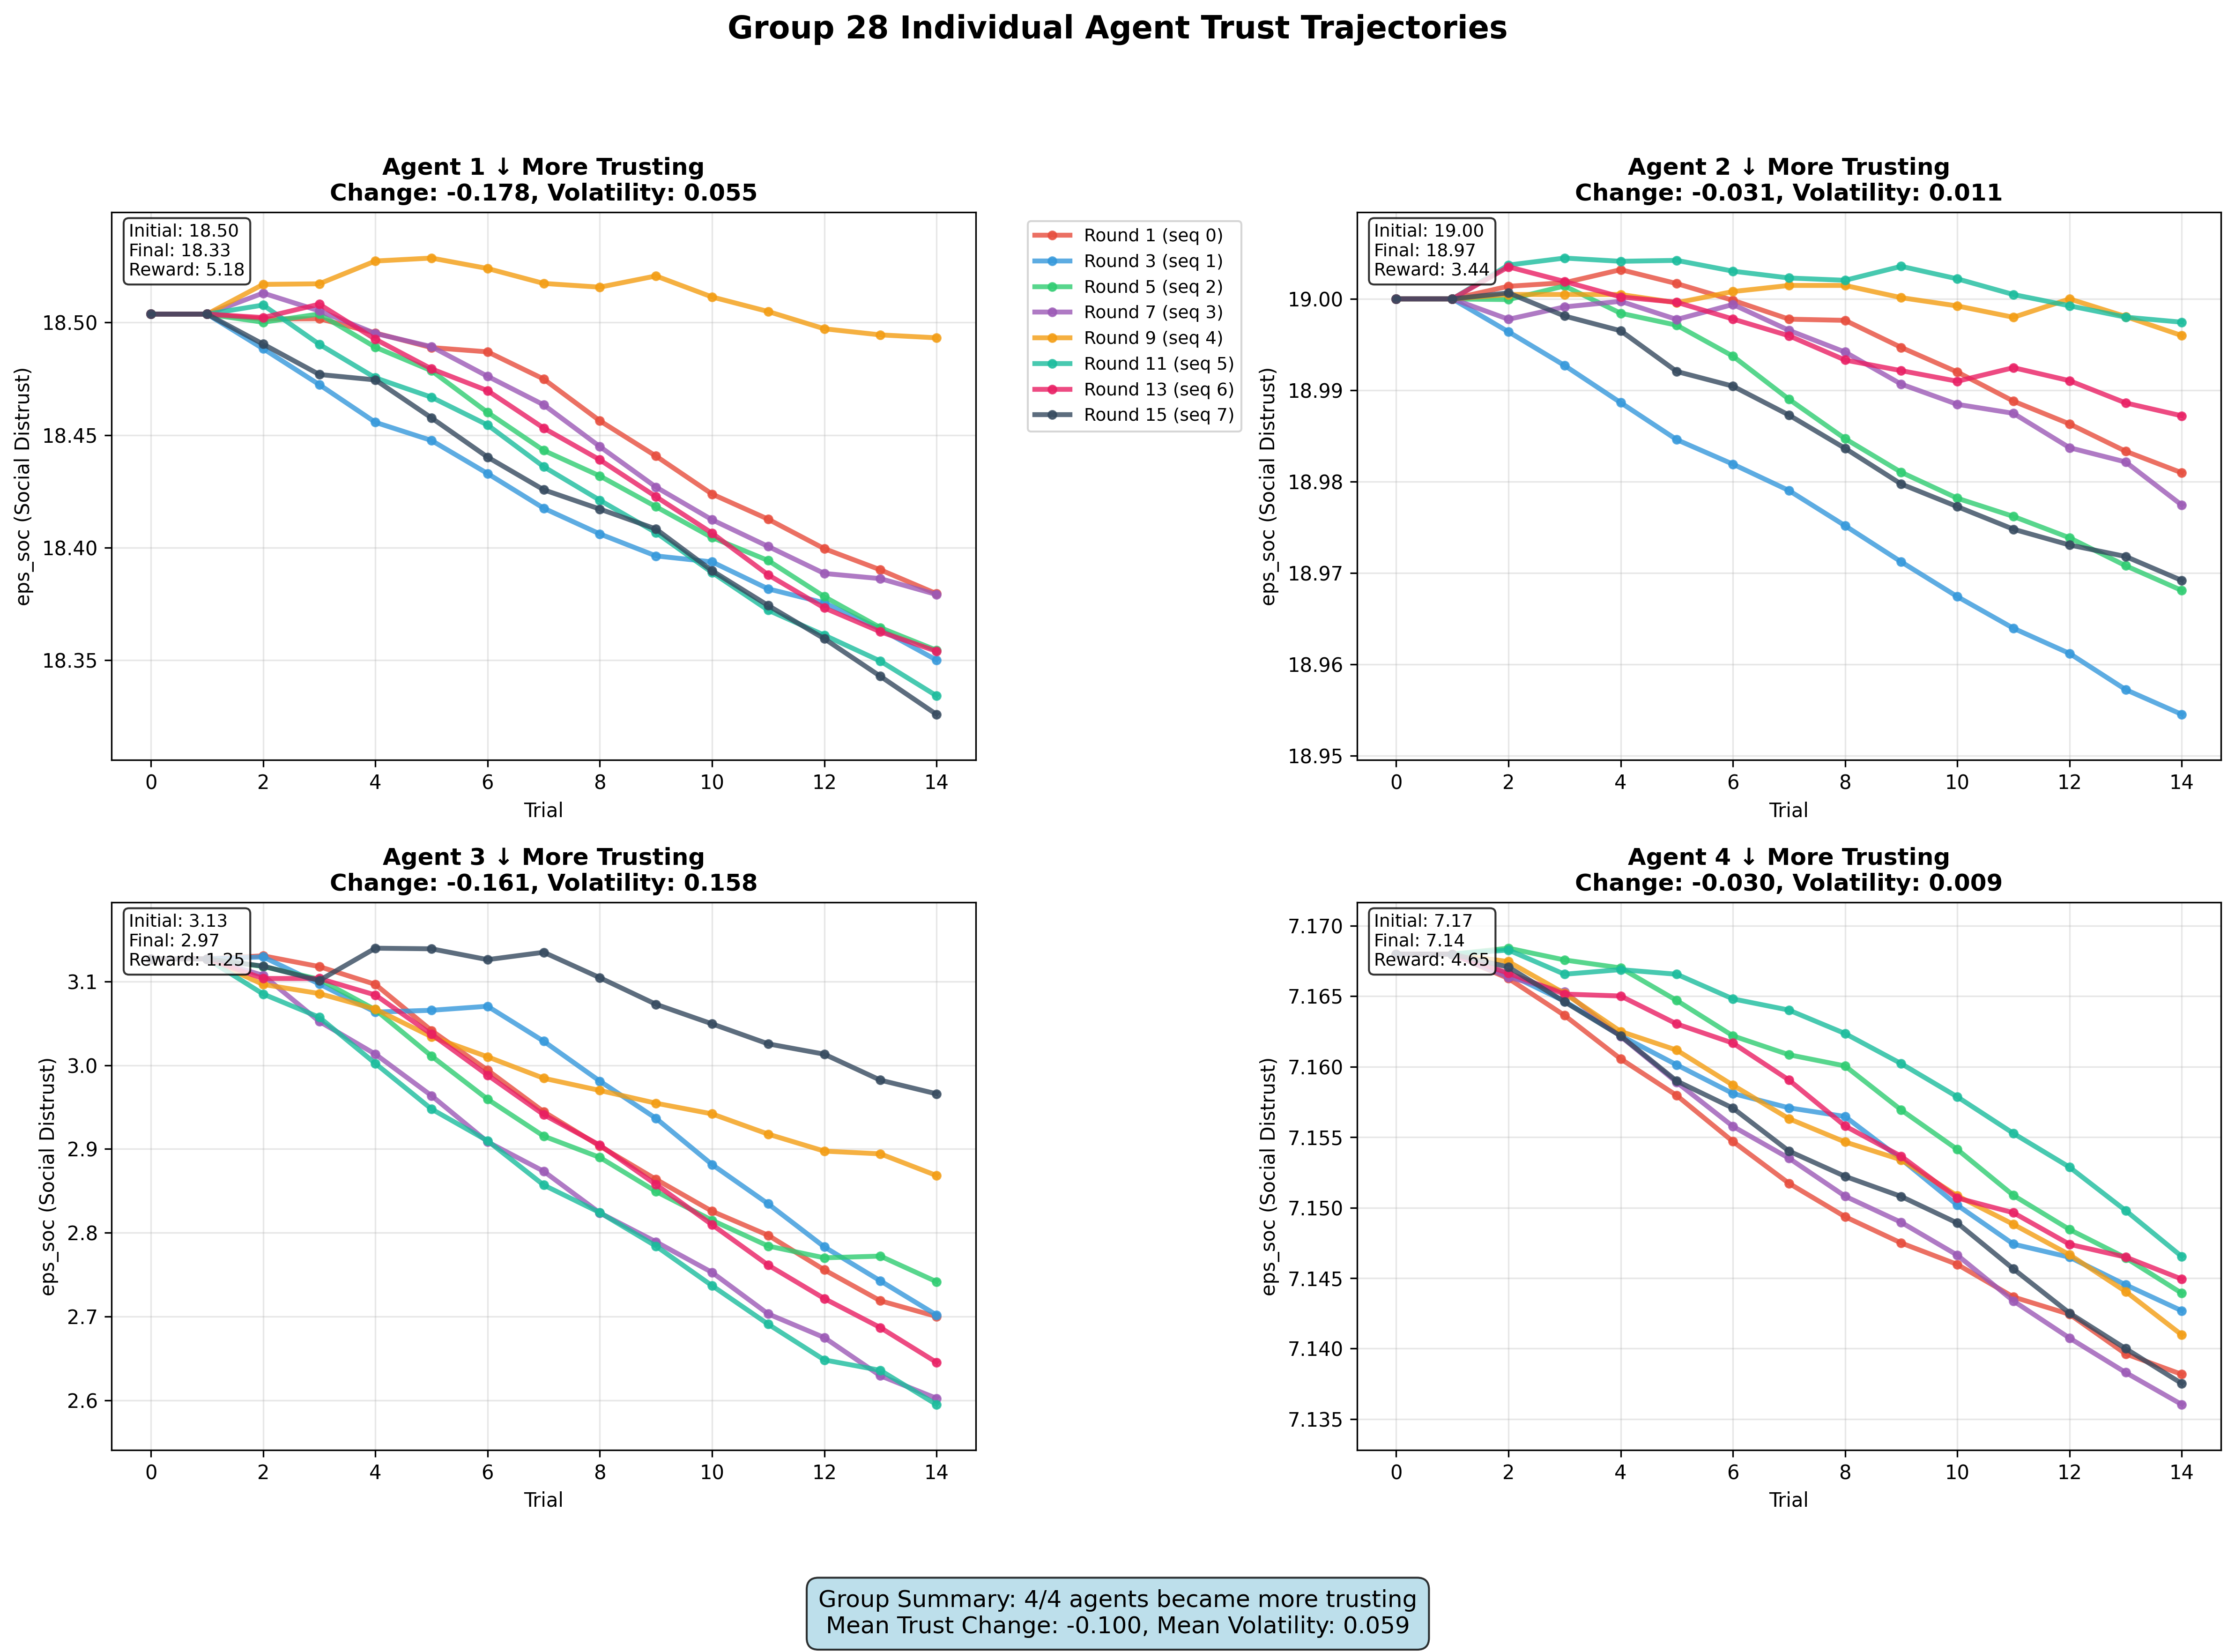 Group 28 Individual Agent Trust Trajectories
Agent 1 ↓ More Trusting
Change: -0.178, Volatility: 0.055
Initial: 18.50
Final: 18.33
Reward: 5.18
eps_soc (Social Distrust)
18.50
18.45
18.40
18.35
0 2 4 6 8 10 12 14
Trial
Round 1 (seq 0)
Round 3 (seq 1)
Round 5 (seq 2)
Round 7 (seq 3)
Round 9 (seq 4)
Round 11 (seq 5)
Round 13 (seq 6)
Round 15 (seq 7)
Agent 2 ↓ More Trusting
Change: -0.031, Volatility: 0.011
Initial: 19.00
Final: 18.97
Reward: 3.44
eps_soc (Social Distrust)
19.00
18.99
18.98
18.97
18.96
18.95
0 2 4 6 8 10 12 14
Trial
Agent 3 ↓ More Trusting
Change: -0.161, Volatility: 0.158
Initial: 3.13
Final: 2.97
Reward: 1.25
eps_soc (Social Distrust)
3.1
3.0
2.9
2.8
2.7
2.6
0 2 4 6 8 10 12 14
Trial
Agent 4 ↓ More Trusting
Change: -0.030, Volatility: 0.009
Initial: 7.17
Final: 7.14
Reward: 4.65
eps_soc (Social Distrust)
7.170
7.165
7.160
7.155
7.150
7.145
7.140
7.135
0 2 4 6 8 10 12 14
Trial
Group Summary: 4/4 agents became more trusting
Mean Trust Change: -0.100, Mean Volatility: 0.059